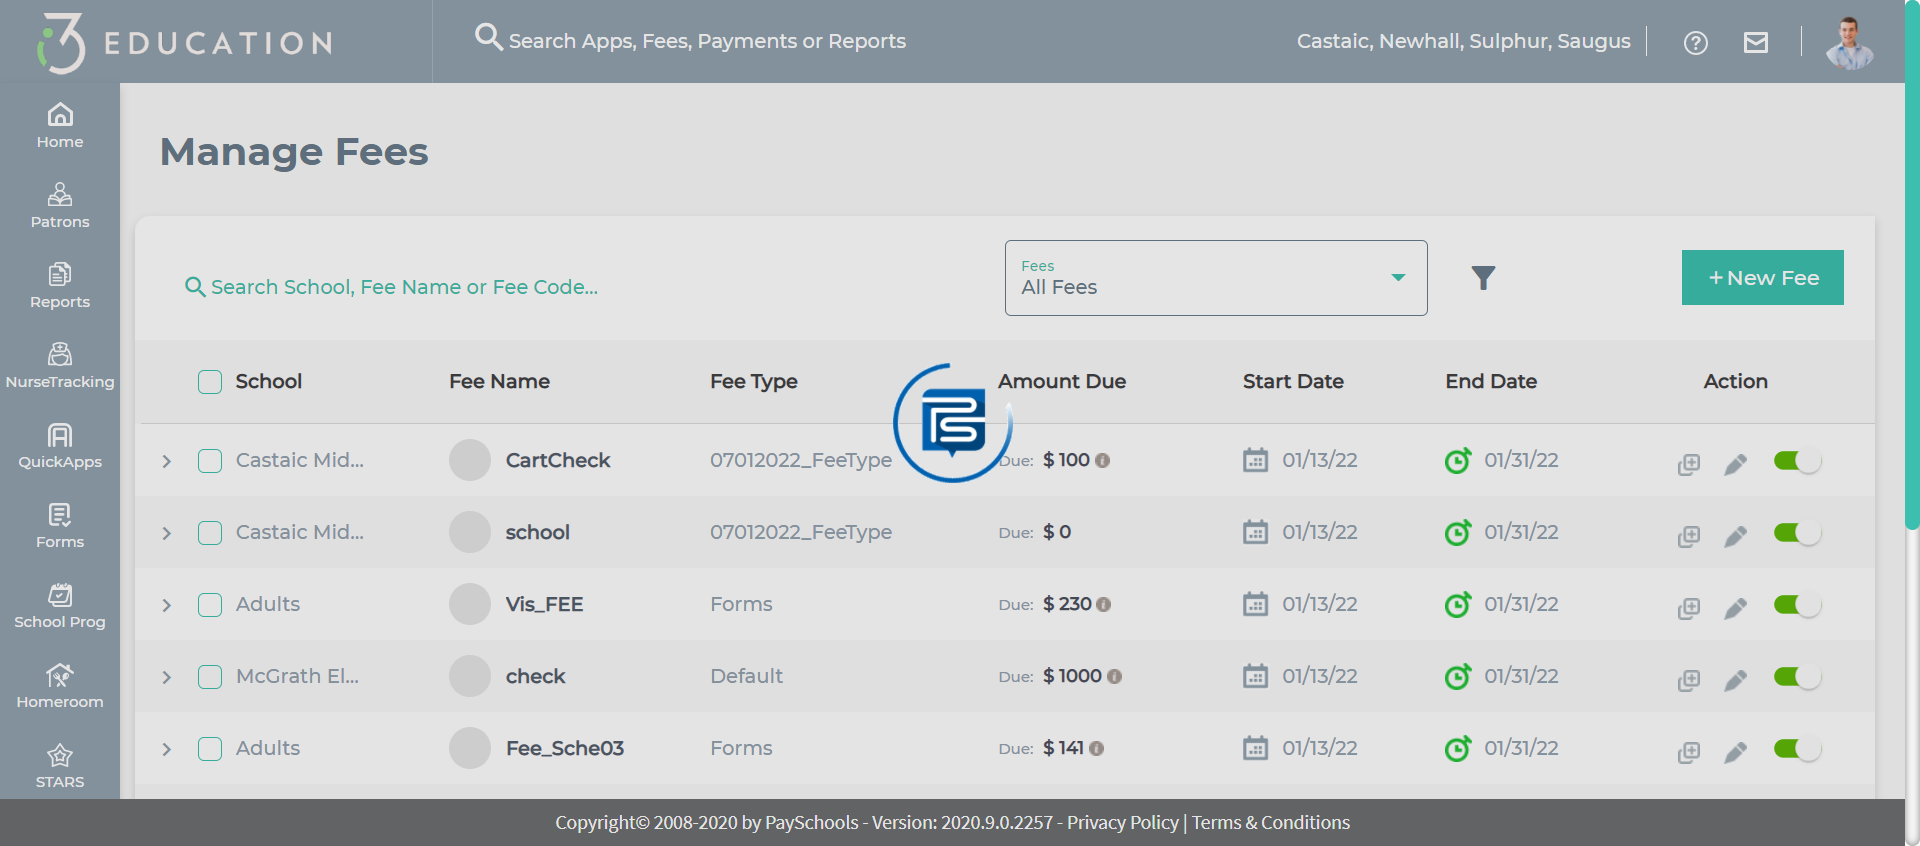 i3 EDUCATION
Search Apps, Fees, Payments or Reports
Castaic, Newhall, Sulphur, Saugus
Home
Patrons
Reports
NurseTracking
QuickApps
Forms
School Prog
Homeroom
STARS
Manage Fees
Search School, Fee Name or Fee Code...
Fees
All Fees
+ New Fee
School Fee Name Fee Type Amount Due Start Date End Date Action
Castaic Mid... CartCheck 07012022_FeeType Due: $ 100 01/13/22 01/31/22
Castaic Mid... school 07012022_FeeType Due: $ 0 01/13/22 01/31/22
Adults Vis_FEE Forms Due: $ 230 01/13/22 01/31/22
McGrath El... check Default Due: $ 1000 01/13/22 01/31/22
Adults Fee_Sche03 Forms Due: $ 141 01/13/22 01/31/22
PS
Copyright© 2008-2020 by PaySchools - Version: 2020.9.0.2257 - Privacy Policy | Terms & Conditions